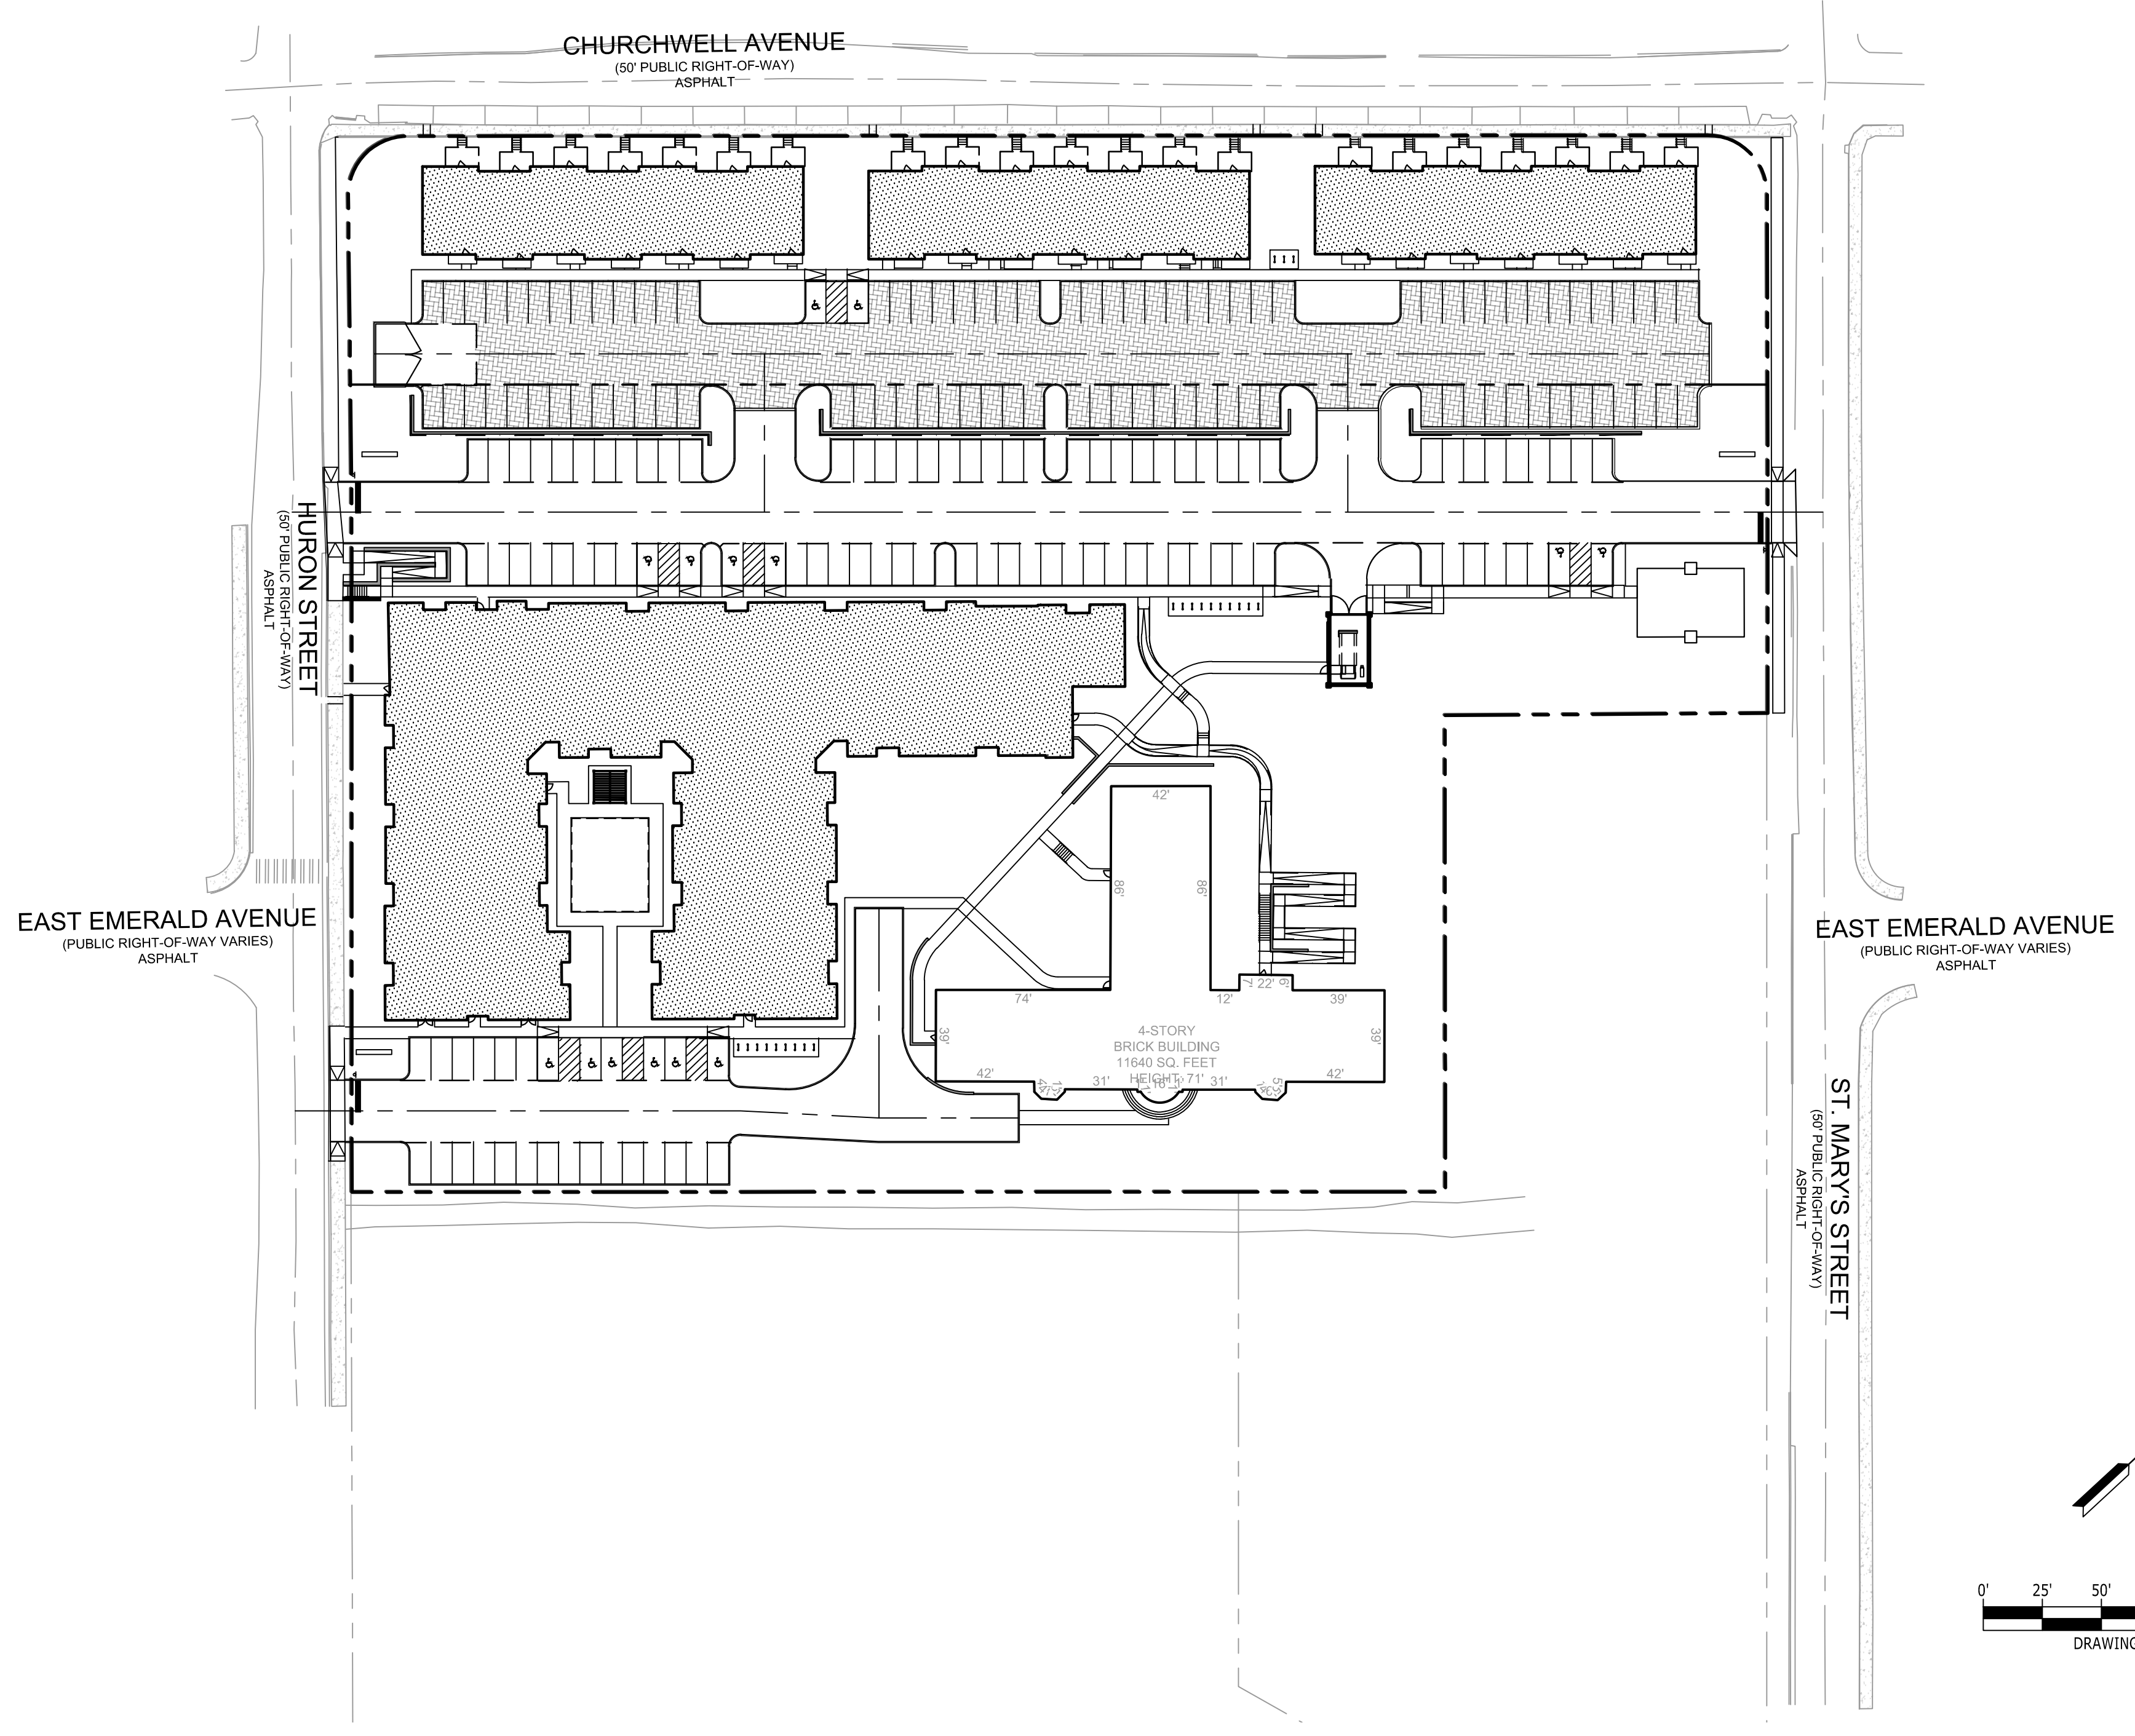 CHURCHWELL AVENUE
(50' PUBLIC RIGHT-OF-WAY)
ASPHALT
HURON STREET
(50' PUBLIC RIGHT-OF-WAY)
ASPHALT
EAST EMERALD AVENUE
(PUBLIC RIGHT-OF-WAY VARIES)
ASPHALT
EAST EMERALD AVENUE
(PUBLIC RIGHT-OF-WAY VARIES)
ASPHALT
ST. MARY'S STREET
(50' PUBLIC RIGHT-OF-WAY)
ASPHALT
42'
86'
86'
74'
12'
7'
22'
6'
39'
39'
39'
4-STORY
BRICK BUILDING
11640 SQ. FEET
HEIGHT: 71'
42'
31'
16'
31'
42'
0' 25' 50'
DRAWING